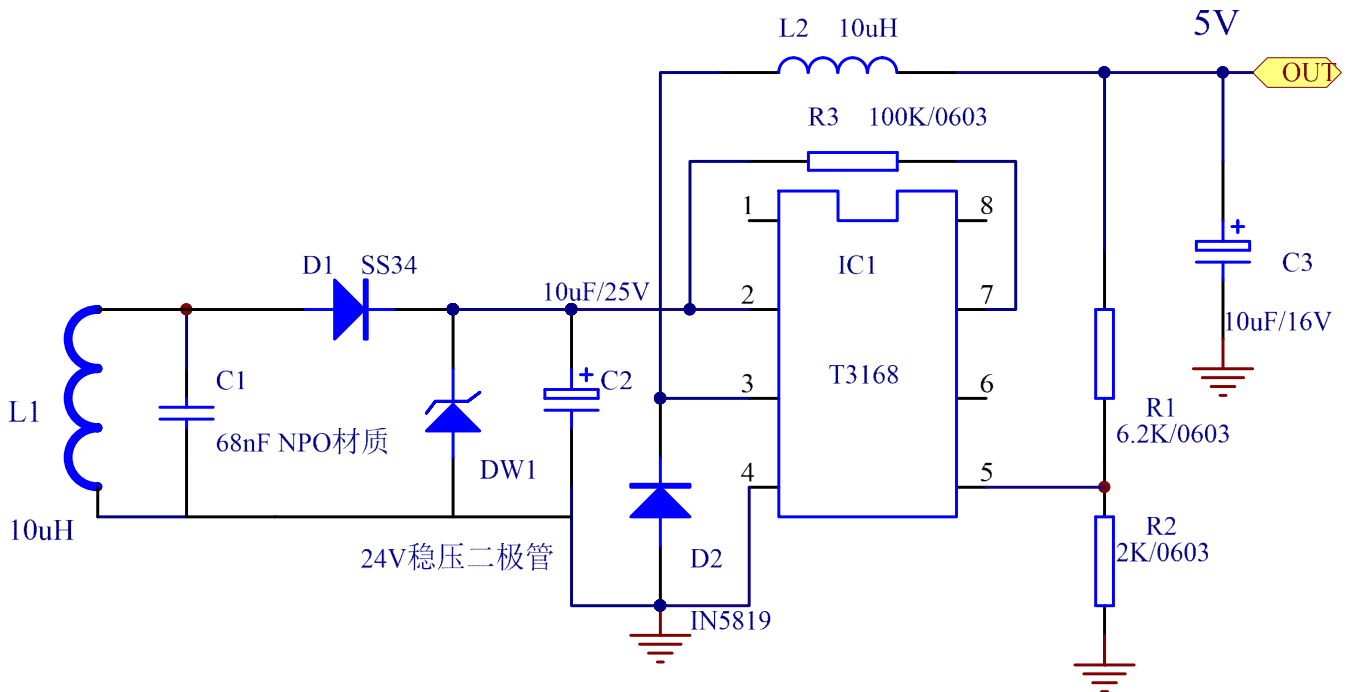 L2 10uH
5V
OUT
R3 100K/0603
1
8
D1 SS34
IC1
C3
10uF/25V
2
7
10uF/16V
C1
C2
3
T3168
6
L1
R1
6.2K/0603
68nF NPO材质
DW1
4
5
10uH
R2
2K/0603
24V稳压二极管
D2
IN5819